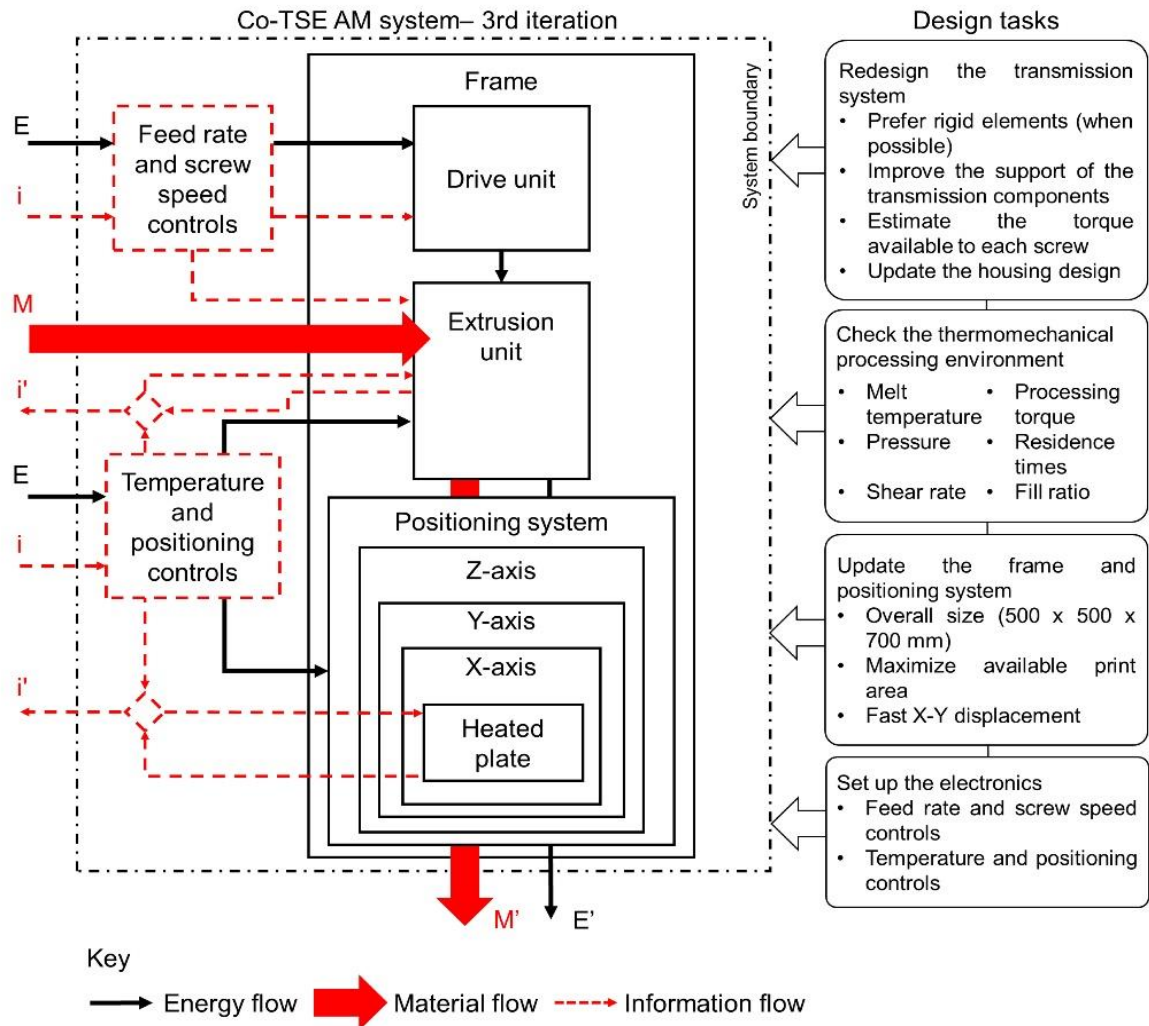 Co-TSE AM system– 3rd iteration
Design tasks
Frame
System boundary
E
i
Feed rate
and screw
speed
controls
Drive unit
M
Extrusion
unit
i'
E
i
Temperature
and
positioning
controls
Positioning system
Z-axis
Y-axis
X-axis
Heated
plate
i'
M’
E’
Redesign the transmission
system
• Prefer rigid elements (when
possible)
• Improve the support of the
transmission components
• Estimate the torque
available to each screw
• Update the housing design
Check the thermomechanical
processing environment
• Melt
temperature
• Processing
torque
• Pressure
• Residence
times
• Shear rate
• Fill ratio
Update the frame and
positioning system
• Overall size (500 x 500 x
700 mm)
• Maximize available print
area
• Fast X-Y displacement
Set up the electronics
• Feed rate and screw speed
controls
• Temperature and positioning
controls
Key
Energy flow
Material flow
Information flow